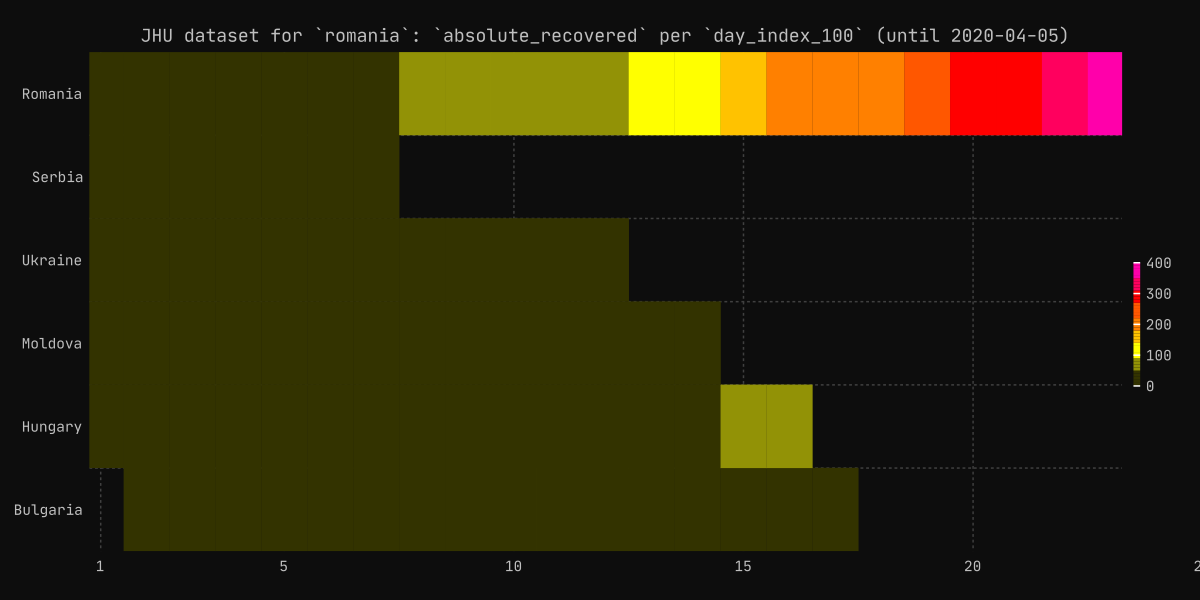 JHU dataset for `romania`: `absolute_recovered` per `day_index_100` (until 2020-04-05)
Romania
Serbia
Ukraine
Moldova
Hungary
Bulgaria
400
300
200
100
0
1 5 10 15 20